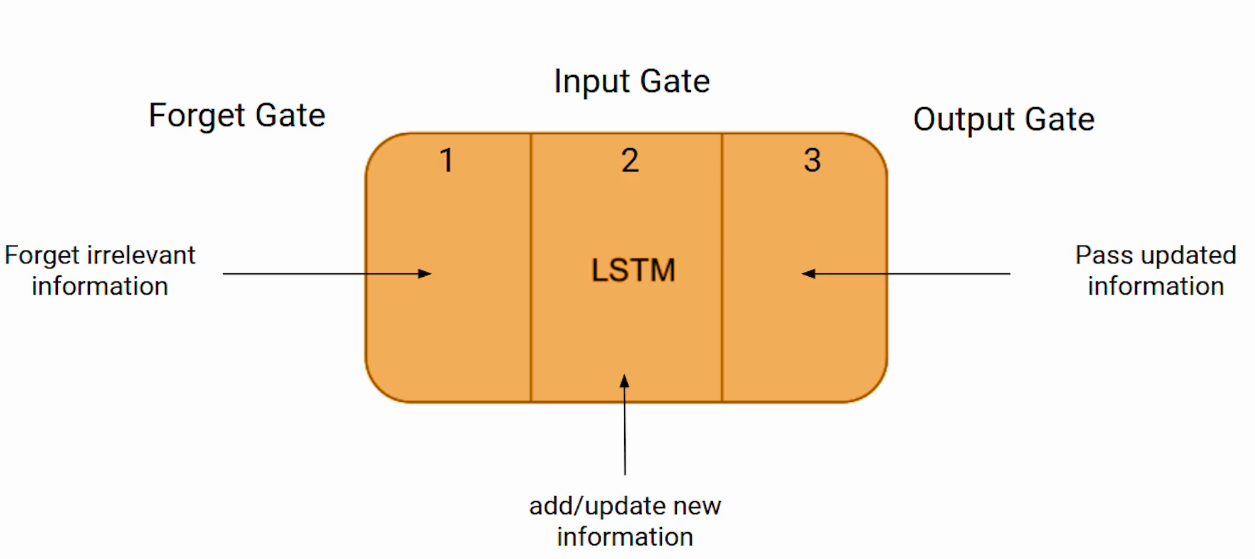 Input Gate
Forget Gate
Output Gate
1
2
3
Forget irrelevant
information
LSTM
Pass updated
information
add/update new
information